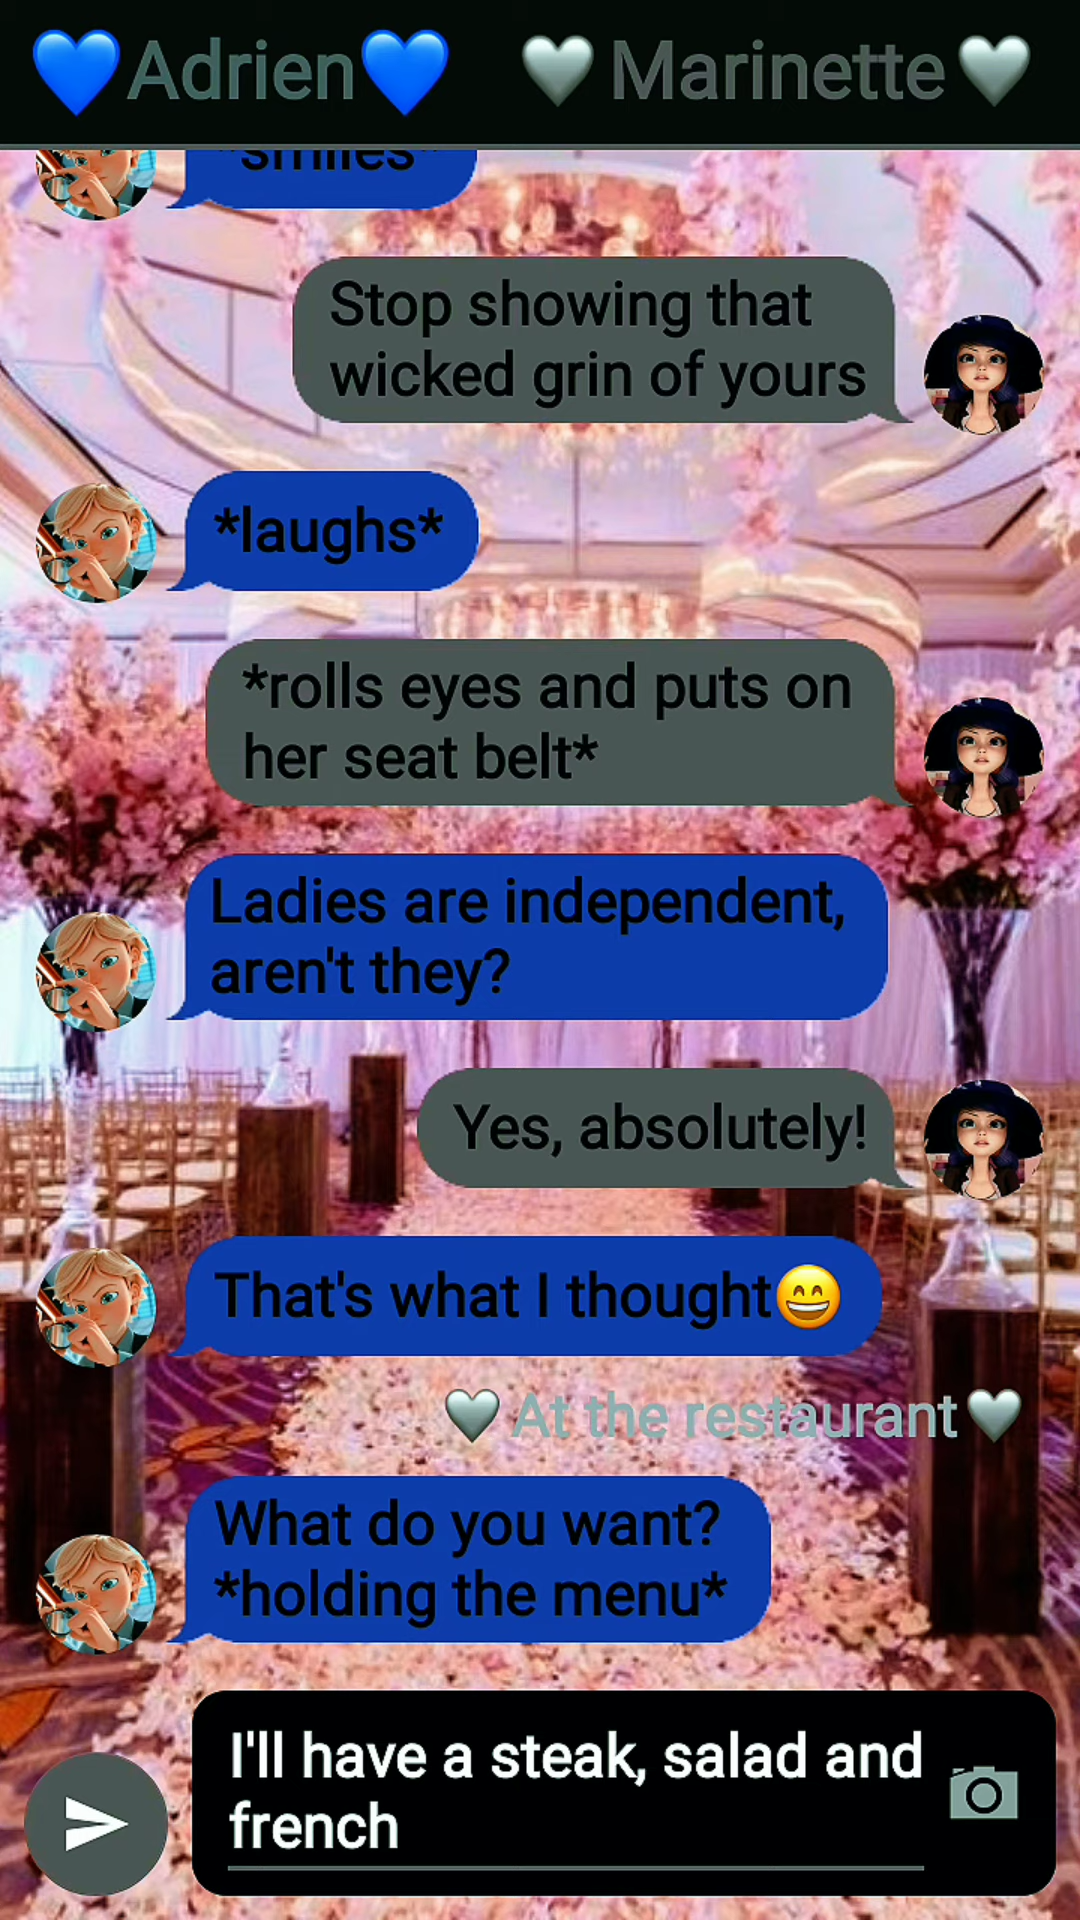 💙Adrien💙 🤍Marinette🤍
*smiles*
Stop showing that
wicked grin of yours
*laughs*
*rolls eyes and puts on
her seat belt*
Ladies are independent,
aren't they?
Yes, absolutely!
That's what I thought😄
🤍At the restaurant🤍
What do you want?
*holding the menu*
I'll have a steak, salad and
french